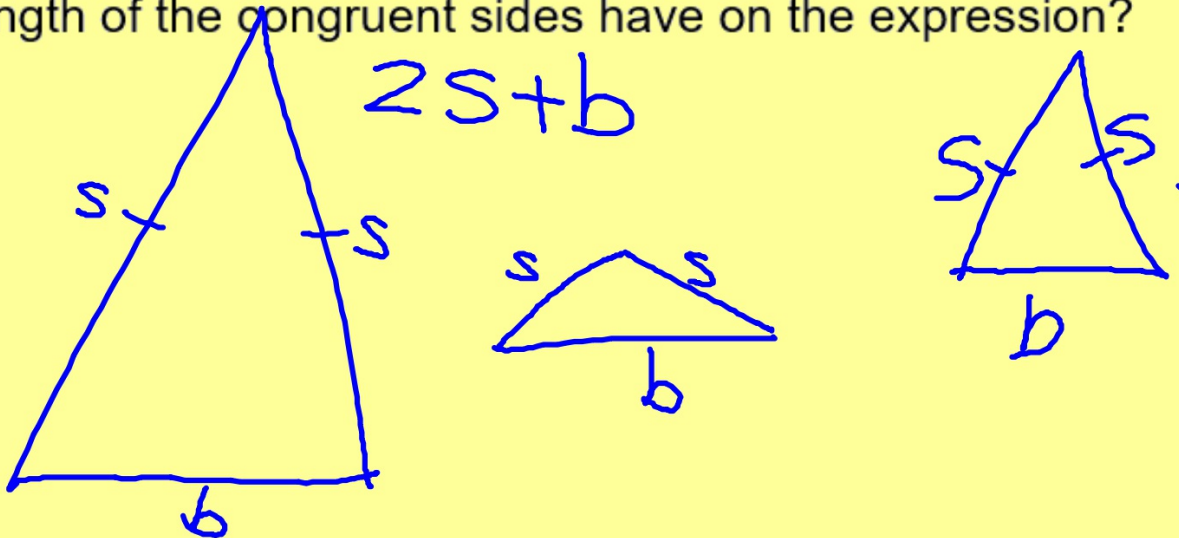 ngth of the congruent sides have on the expression?
2s+b
s
s
b
s
s
b
S
S
b